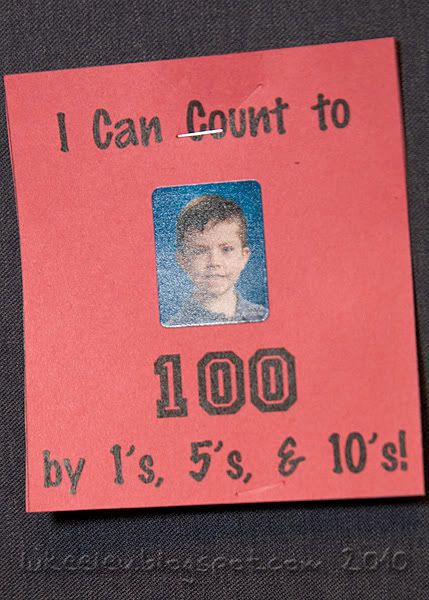 I Can Count to
100
by 1's, 5's, & 10's!
2010